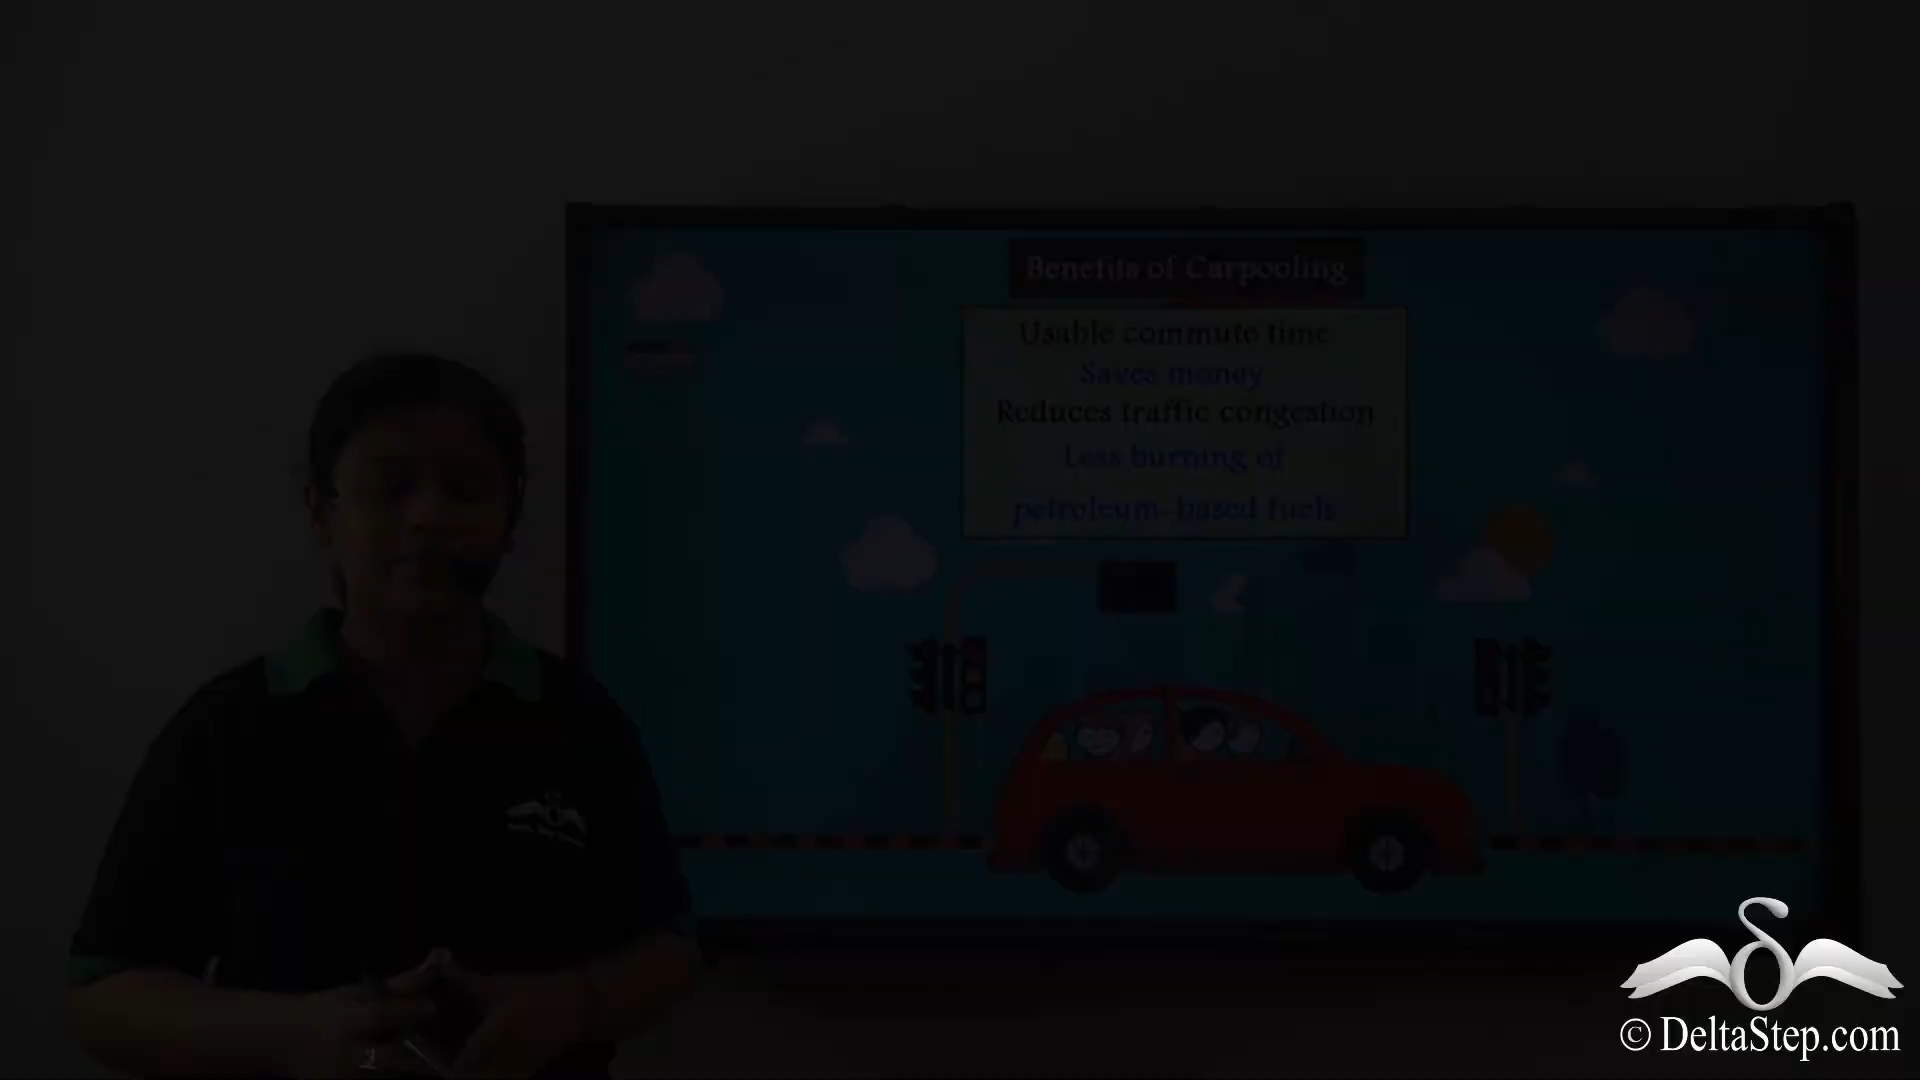 Benefits of Carpooling
Usable commute time
Saves money
Reduces traffic congestion
Less burning of
petroleum-based fuels
© DeltaStep.com